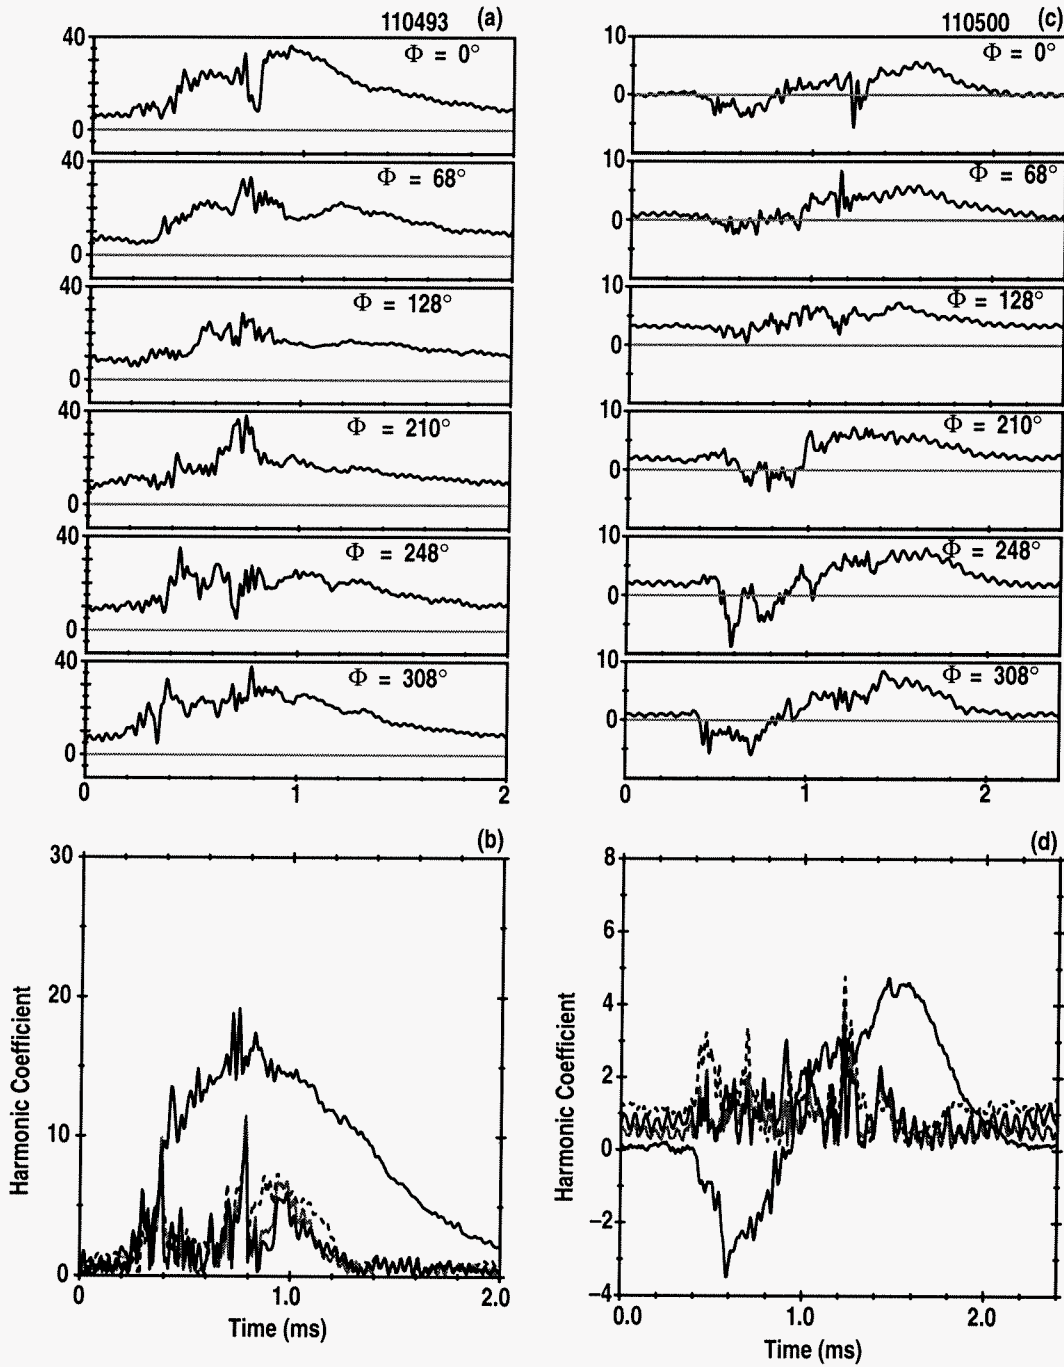 110493 (a)
40
Φ = 0°
0
40
Φ = 68°
0
40
Φ = 128°
0
40
Φ = 210°
0
40
Φ = 248°
0
40
Φ = 308°
0
0 1 2
110500 (c)
10
Φ = 0°
0
10
Φ = 68°
0
10
Φ = 128°
0
10
Φ = 210°
0
10
Φ = 248°
0
10
Φ = 308°
0
0 1 2
(b)
30
20
10
0
Harmonic Coefficient
0 1.0 2.0
Time (ms)
(d)
8
6
4
2
0
−2
−4
Harmonic Coefficient
0.0 1.0 2.0
Time (ms)